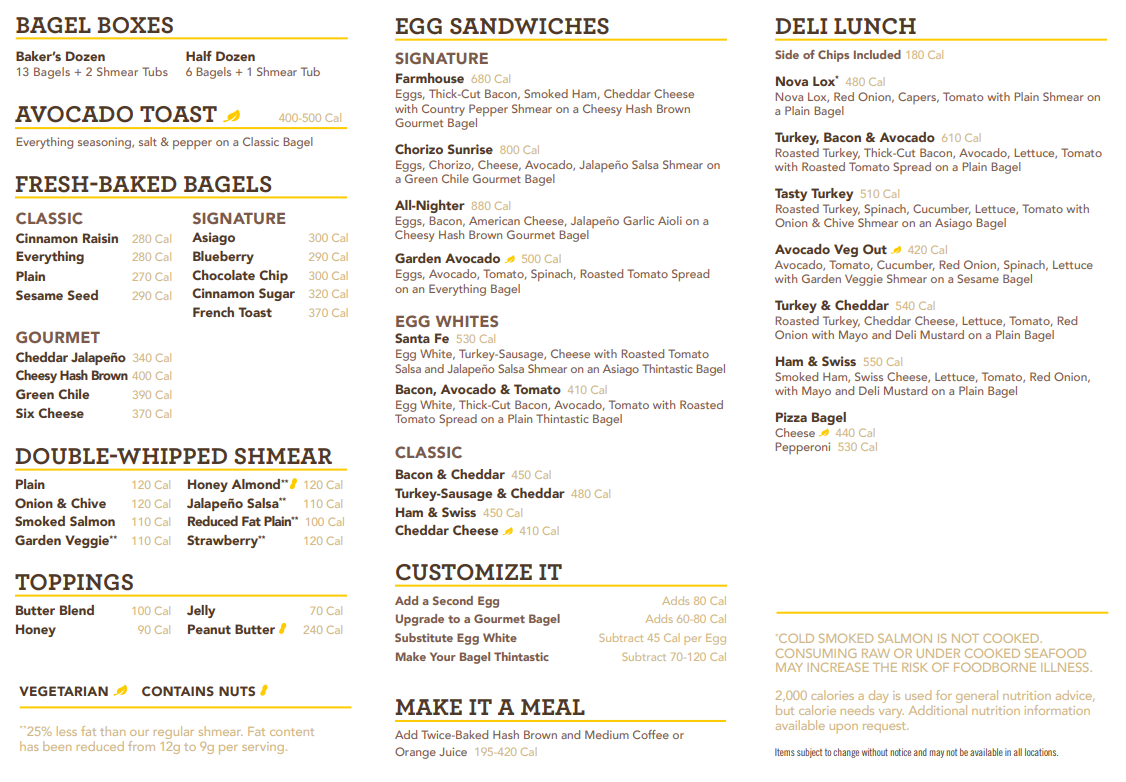 BAGEL BOXES
Baker's Dozen Half Dozen
13 Bagels + 2 Shmear Tubs 6 Bagels + 1 Shmear Tub
AVOCADO TOAST 400-500 Cal
Everything seasoning, salt & pepper on a Classic Bagel
FRESH-BAKED BAGELS
CLASSIC
Cinnamon Raisin 280 Cal
Everything 280 Cal
Plain 270 Cal
Sesame Seed 290 Cal
SIGNATURE
Asiago 300 Cal
Blueberry 290 Cal
Chocolate Chip 300 Cal
Cinnamon Sugar 320 Cal
French Toast 370 Cal
GOURMET
Cheddar Jalapeño 340 Cal
Cheesy Hash Brown 400 Cal
Green Chile 390 Cal
Six Cheese 370 Cal
DOUBLE-WHIPPED SHMEAR
Plain 120 Cal
Onion & Chive 120 Cal
Smoked Salmon 110 Cal
Garden Veggie** 110 Cal
Honey Almond** 120 Cal
Jalapeño Salsa** 110 Cal
Reduced Fat Plain** 100 Cal
Strawberry** 120 Cal
TOPPINGS
Butter Blend 100 Cal
Honey 90 Cal
Jelly 70 Cal
Peanut Butter 240 Cal
VEGETARIAN CONTAINS NUTS
**25% less fat than our regular shmear. Fat content
has been reduced from 12g to 9g per serving.
EGG SANDWICHES
SIGNATURE
Farmhouse 680 Cal
Eggs, Thick-Cut Bacon, Smoked Ham, Cheddar Cheese
with Country Pepper Shmear on a Cheesy Hash Brown
Gourmet Bagel
Chorizo Sunrise 800 Cal
Eggs, Chorizo, Cheese, Avocado, Jalapeño Salsa Shmear on
a Green Chile Gourmet Bagel
All-Nighter 880 Cal
Eggs, Bacon, American Cheese, Jalapeño Garlic Aioli on a
Cheesy Hash Brown Gourmet Bagel
Garden Avocado 500 Cal
Eggs, Avocado, Tomato, Spinach, Roasted Tomato Spread
on an Everything Bagel
EGG WHITES
Santa Fe 530 Cal
Egg White, Turkey-Sausage, Cheese with Roasted Tomato
Salsa and Jalapeño Salsa Shmear on an Asiago Thintastic Bagel
Bacon, Avocado & Tomato 410 Cal
Egg White, Thick-Cut Bacon, Avocado, Tomato with Roasted
Tomato Spread on a Plain Thintastic Bagel
CLASSIC
Bacon & Cheddar 450 Cal
Turkey-Sausage & Cheddar 480 Cal
Ham & Swiss 450 Cal
Cheddar Cheese 410 Cal
CUSTOMIZE IT
Add a Second Egg Adds 80 Cal
Upgrade to a Gourmet Bagel Adds 60-80 Cal
Substitute Egg White Subtract 45 Cal per Egg
Make Your Bagel Thintastic Subtract 70-120 Cal
MAKE IT A MEAL
Add Twice-Baked Hash Brown and Medium Coffee or
Orange Juice 195-420 Cal
DELI LUNCH
Side of Chips Included 180 Cal
Nova Lox* 480 Cal
Nova Lox, Red Onion, Capers, Tomato with Plain Shmear on
a Plain Bagel
Turkey, Bacon & Avocado 610 Cal
Roasted Turkey, Thick-Cut Bacon, Avocado, Lettuce, Tomato
with Roasted Tomato Spread on a Plain Bagel
Tasty Turkey 510 Cal
Roasted Turkey, Spinach, Cucumber, Lettuce, Tomato with
Onion & Chive Shmear on an Asiago Bagel
Avocado Veg Out 420 Cal
Avocado, Tomato, Cucumber, Red Onion, Spinach, Lettuce
with Garden Veggie Shmear on a Sesame Bagel
Turkey & Cheddar 540 Cal
Roasted Turkey, Cheddar Cheese, Lettuce, Tomato, Red
Onion with Mayo and Deli Mustard on a Plain Bagel
Ham & Swiss 550 Cal
Smoked Ham, Swiss Cheese, Lettuce, Tomato, Red Onion,
with Mayo and Deli Mustard on a Plain Bagel
Pizza Bagel
Cheese 440 Cal
Pepperoni 530 Cal
*COLD SMOKED SALMON IS NOT COOKED.
CONSUMING RAW OR UNDER COOKED SEAFOOD
MAY INCREASE THE RISK OF FOODBORNE ILLNESS.
2,000 calories a day is used for general nutrition advice,
but calorie needs vary. Additional nutrition information
available upon request.
Items subject to change without notice and may not be available in all locations.